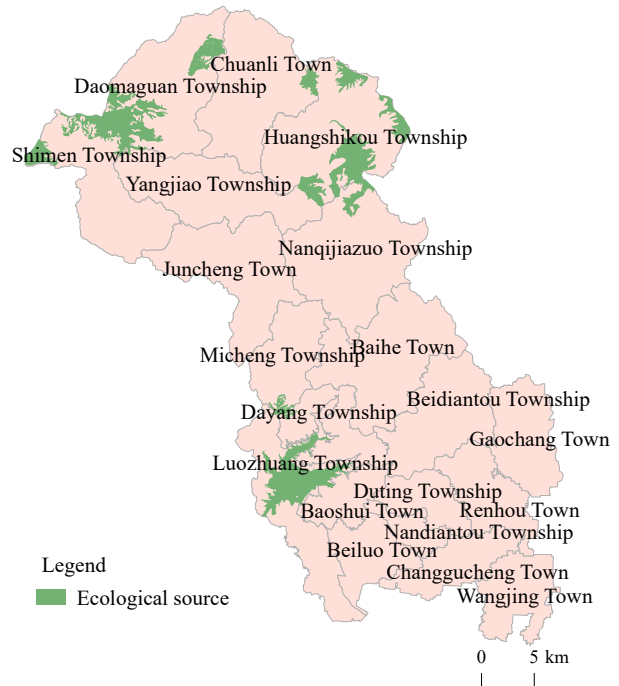 Chuanli Town
Daomaguan Township
Huangshikou Township
Shimen Township
Yangjiao Township
Nanqijiazuo Township
Juncheng Town
Baihe Town
Micheng Township
Beidiantou Township
Dayang Township
Gaochang Town
Luozhuang Township
Duting Township
Baoshui Town
Renhou Town
Nandiantou Township
Beiluo Town
Changgucheng Town
Wangjing Town
Legend
Ecological source
0 5 km